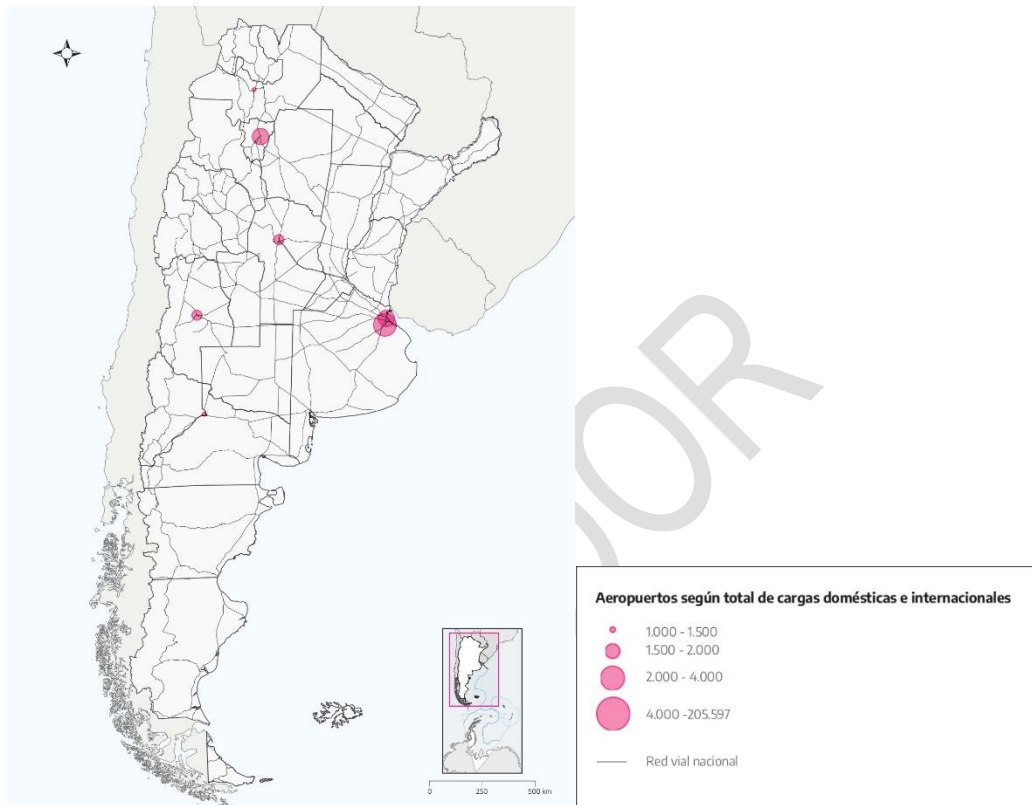 DOR
0 250 500 km
Aeropuertos según total de cargas domésticas e internacionales
1.000 - 1.500
1.500 - 2.000
2.000 - 4.000
4.000 -205.597
Red vial nacional